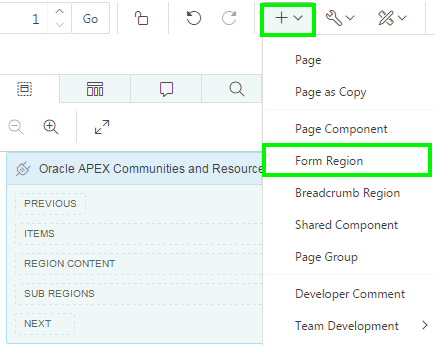 1 Go
Page
Page as Copy
Page Component
Form Region
Breadcrumb Region
Shared Component
Page Group
Developer Comment
Team Development
Oracle APEX Communities and Resource
PREVIOUS
ITEMS
REGION CONTENT
SUB REGIONS
NEXT